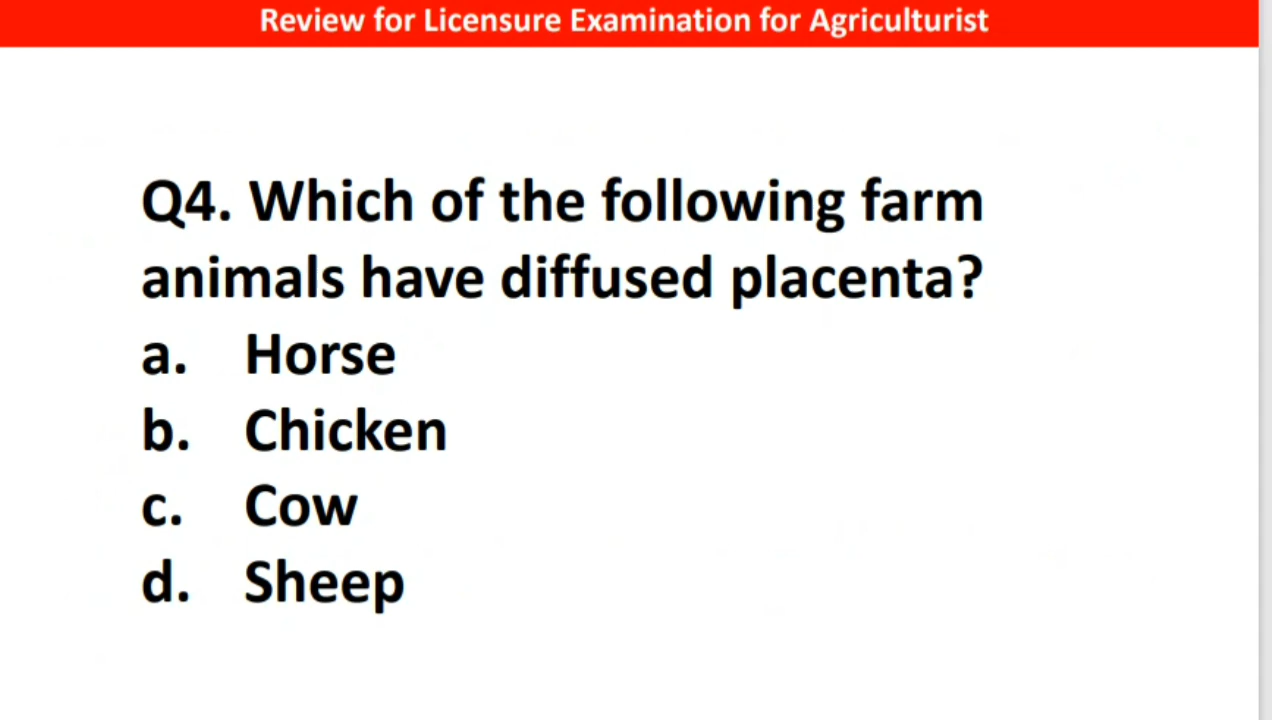 Review for Licensure Examination for Agriculturist
Q4. Which of the following farm
animals have diffused placenta?
a. Horse
b. Chicken
c. Cow
d. Sheep